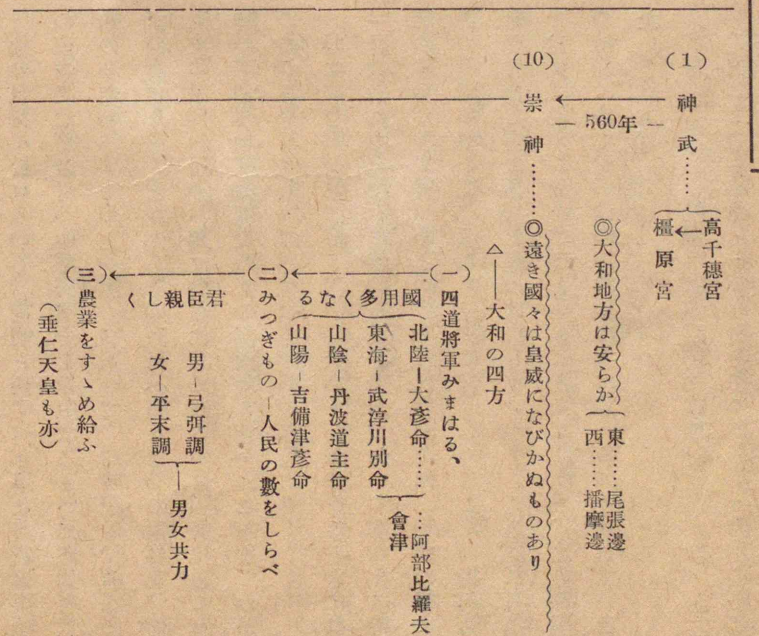 (1)
神武………
高千穗宮
橿原宮
◎大和地方は安らか
東……尾張邊
西……播摩邊
560年
(10)
崇神………◎遠き國々は皇威になびかぬものあり
△――大和の四方
(一)四道將軍みまはる、
北陸―大彥命………阿部比羅夫
東海―武渟川別命
會津
山陰―丹波道主命
山陽―吉備津彥命
國用多くなる
(二)みつぎもの―人民の數をしらべ
男―弓弭調
女―手末調
男女共力
君臣親しく
(三)農業をすゝめ給ふ
(垂仁天皇も亦)